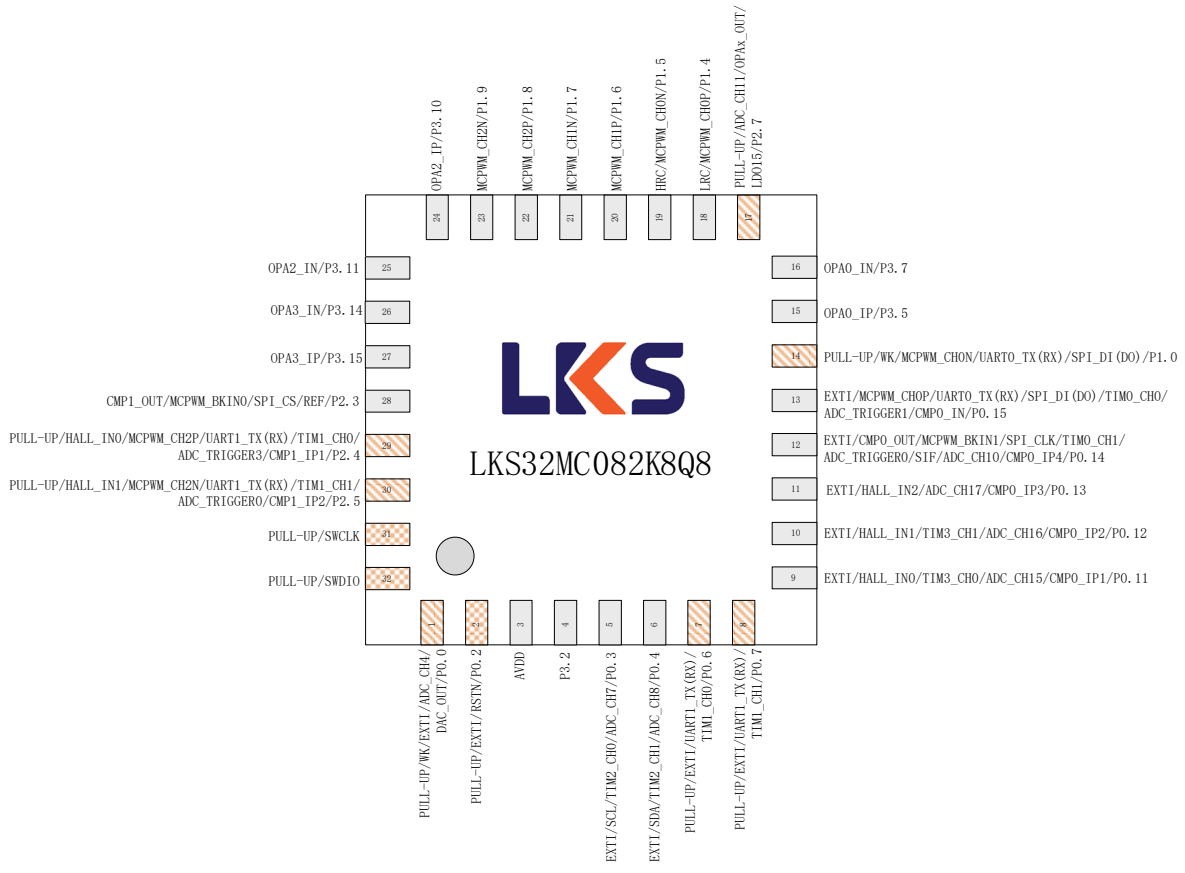 OPA2_IP/P3.10
MCPWM_CH2N/P1.9
MCPWM_CH2P/P1.8
MCPWM_CH1N/P1.7
MCPWM_CH1P/P1.6
HRC/MCPWM_CH0N/P1.5
LRC/MCPWM_CH0P/P1.4
PULL-UP/ADC_CH11/OPAx_OUT/
LDO15/P2.7
24
23
22
21
20
19
18
17
OPA2_IN/P3.11
25
16
OPA0_IN/P3.7
OPA3_IN/P3.14
26
15
OPA0_IP/P3.5
OPA3_IP/P3.15
27
14
PULL-UP/WK/MCPWM_CH0N/UART0_TX(RX)/SPI_DI(DO)/P1.0
CMP1_OUT/MCPWM_BKIN0/SPI_CS/REF/P2.3
28
13
EXTI/MCPWM_CH0P/UART0_TX(RX)/SPI_DI(DO)/TIM0_CH0/
ADC_TRIGGER1/CMP0_IN/P0.15
PULL-UP/HALL_IN0/MCPWM_CH2P/UART1_TX(RX)/TIM1_CH0/
ADC_TRIGGER3/CMP1_IP1/P2.4
29
12
EXTI/CMP0_OUT/MCPWM_BKIN1/SPI_CLK/TIM0_CH1/
ADC_TRIGGER0/SIF/ADC_CH10/CMP0_IP4/P0.14
PULL-UP/HALL_IN1/MCPWM_CH2N/UART1_TX(RX)/TIM1_CH1/
ADC_TRIGGER0/CMP1_IP2/P2.5
30
11
EXTI/HALL_IN2/ADC_CH17/CMP0_IP3/P0.13
PULL-UP/SWCLK
31
10
EXTI/HALL_IN1/TIM3_CH1/ADC_CH16/CMP0_IP2/P0.12
PULL-UP/SWDIO
32
9
EXTI/HALL_IN0/TIM3_CH0/ADC_CH15/CMP0_IP1/P0.11
LKS
LKS32MC082K8Q8
1
2
3
4
5
6
7
8
PULL-UP/WK/EXTI/ADC_CH4/
DAC_OUT/P0.0
PULL-UP/EXTI/RSTN/P0.2
AVDD
P3.2
EXTI/SCL/TIM2_CH0/ADC_CH7/P0.3
EXTI/SDA/TIM2_CH1/ADC_CH8/P0.4
PULL-UP/EXTI/UART1_TX(RX)/
TIM1_CH0/P0.6
PULL-UP/EXTI/UART1_TX(RX)/
TIM1_CH1/P0.7